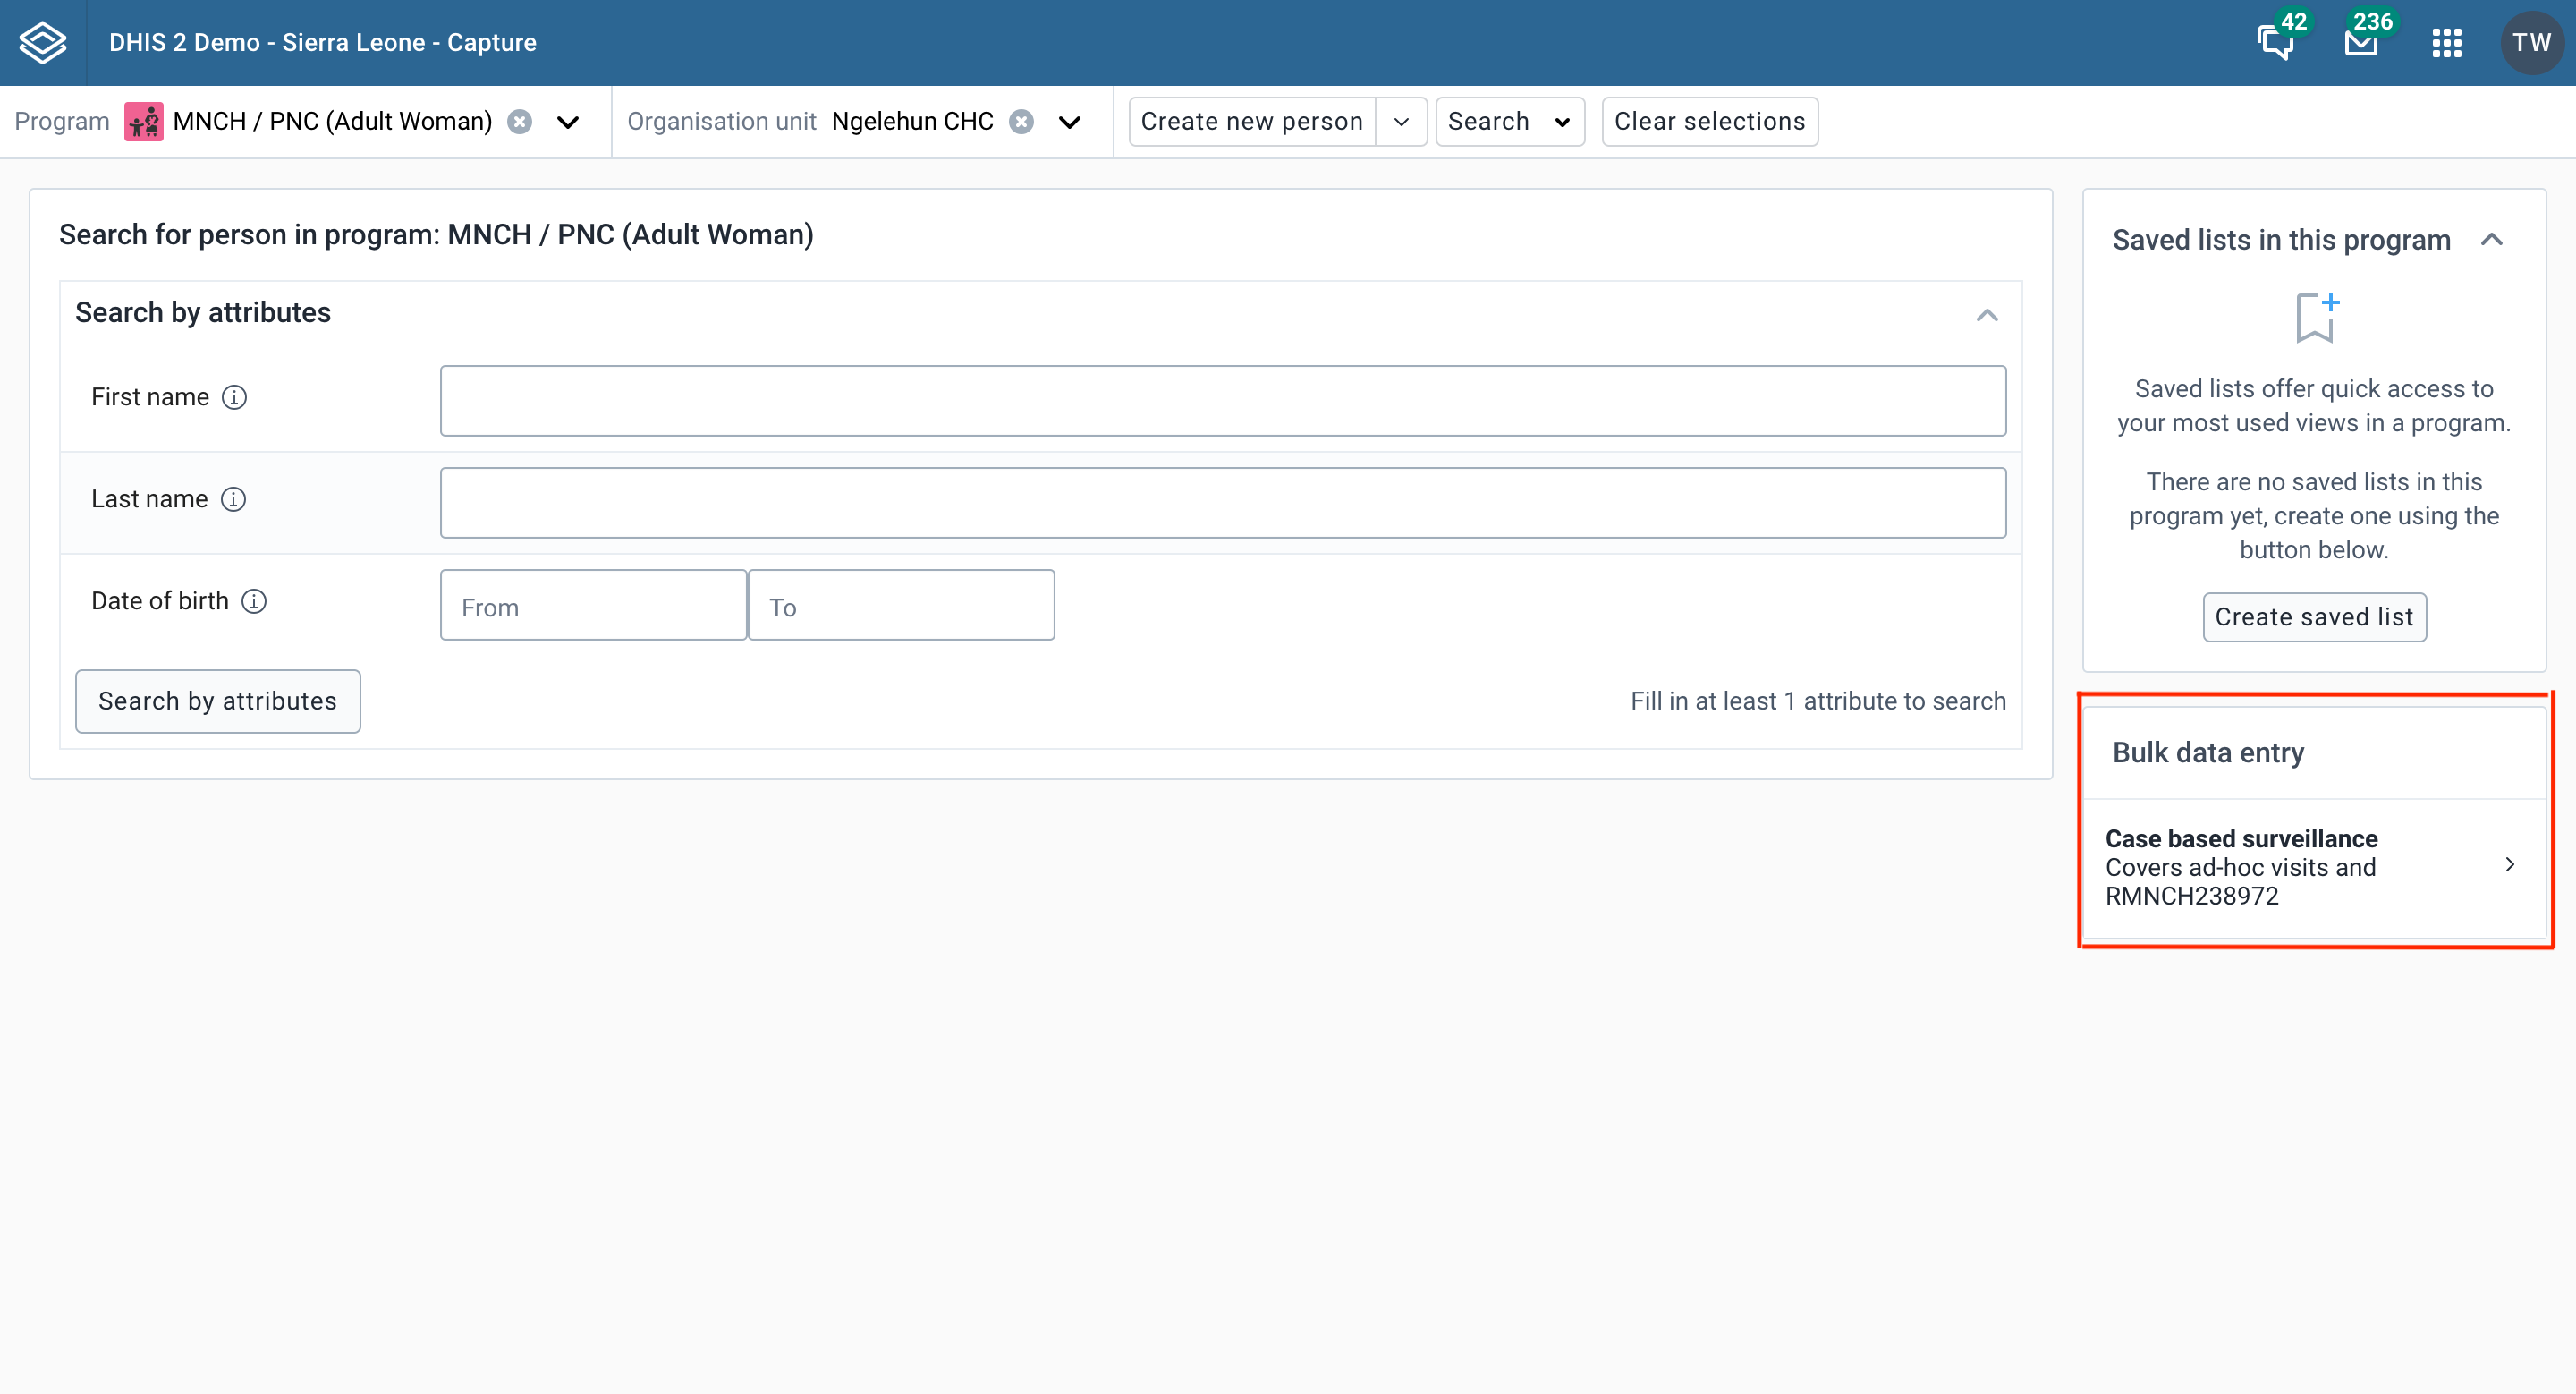 DHIS 2 Demo - Sierra Leone - Capture
42
236
TW
Program MNCH / PNC (Adult Woman)
Organisation unit Ngelehun CHC
Create new person
Search
Clear selections
Search for person in program: MNCH / PNC (Adult Woman)
Search by attributes
First name
Last name
Date of birth
From
To
Search by attributes
Fill in at least 1 attribute to search
Saved lists in this program
Saved lists offer quick access to
your most used views in a program.
There are no saved lists in this
program yet, create one using the
button below.
Create saved list
Bulk data entry
Case based surveillance
Covers ad-hoc visits and
RMNCH238972